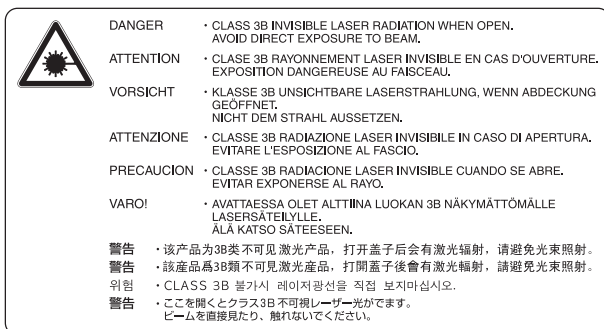 DANGER ・CLASS 3B INVISIBLE LASER RADIATION WHEN OPEN.
AVOID DIRECT EXPOSURE TO BEAM.
ATTENTION ・CLASE 3B RAYONNEMENT LASER INVISIBLE EN CAS D'OUVERTURE.
EXPOSITION DANGEREUSE AU FAISCEAU.
VORSICHT ・KLASSE 3B UNSICHTBARE LASERSTRAHLUNG, WENN ABDECKUNG
GEÖFFNET.
NICHT DEM STRAHL AUSSETZEN.
ATTENZIONE ・CLASSE 3B RADIAZIONE LASER INVISIBILE IN CASO DI APERTURA.
EVITARE L'ESPOSIZIONE AL FASCIO.
PRECAUCION ・CLASSE 3B RADIACIONE LASER INVISIBLE CUANDO SE ABRE.
EVITAR EXPONERSE AL RAYO.
VARO! ・AVATTAESSA OLET ALTTIINA LUOKAN 3B NÄKYMÄTTÖMÄLLE
LASERSÄTEILYLLE.
ÄLÄ KATSO SÄTEESEEN.
警告 ・该产品为3B类不可见激光产品，打开盖子后会有激光辐射，请避免光束照射。
警告 ・該産品爲3B類不可見激光産品，打開蓋子後會有激光輻射，請避免光束照射。
위험 ・CLASS 3B 불가시 레이저광선을 직접 보지마십시오.
警告 ・ここを開くとクラス3B不可視レーザー光がでます。
ビームを直接見たり、触れないでください。